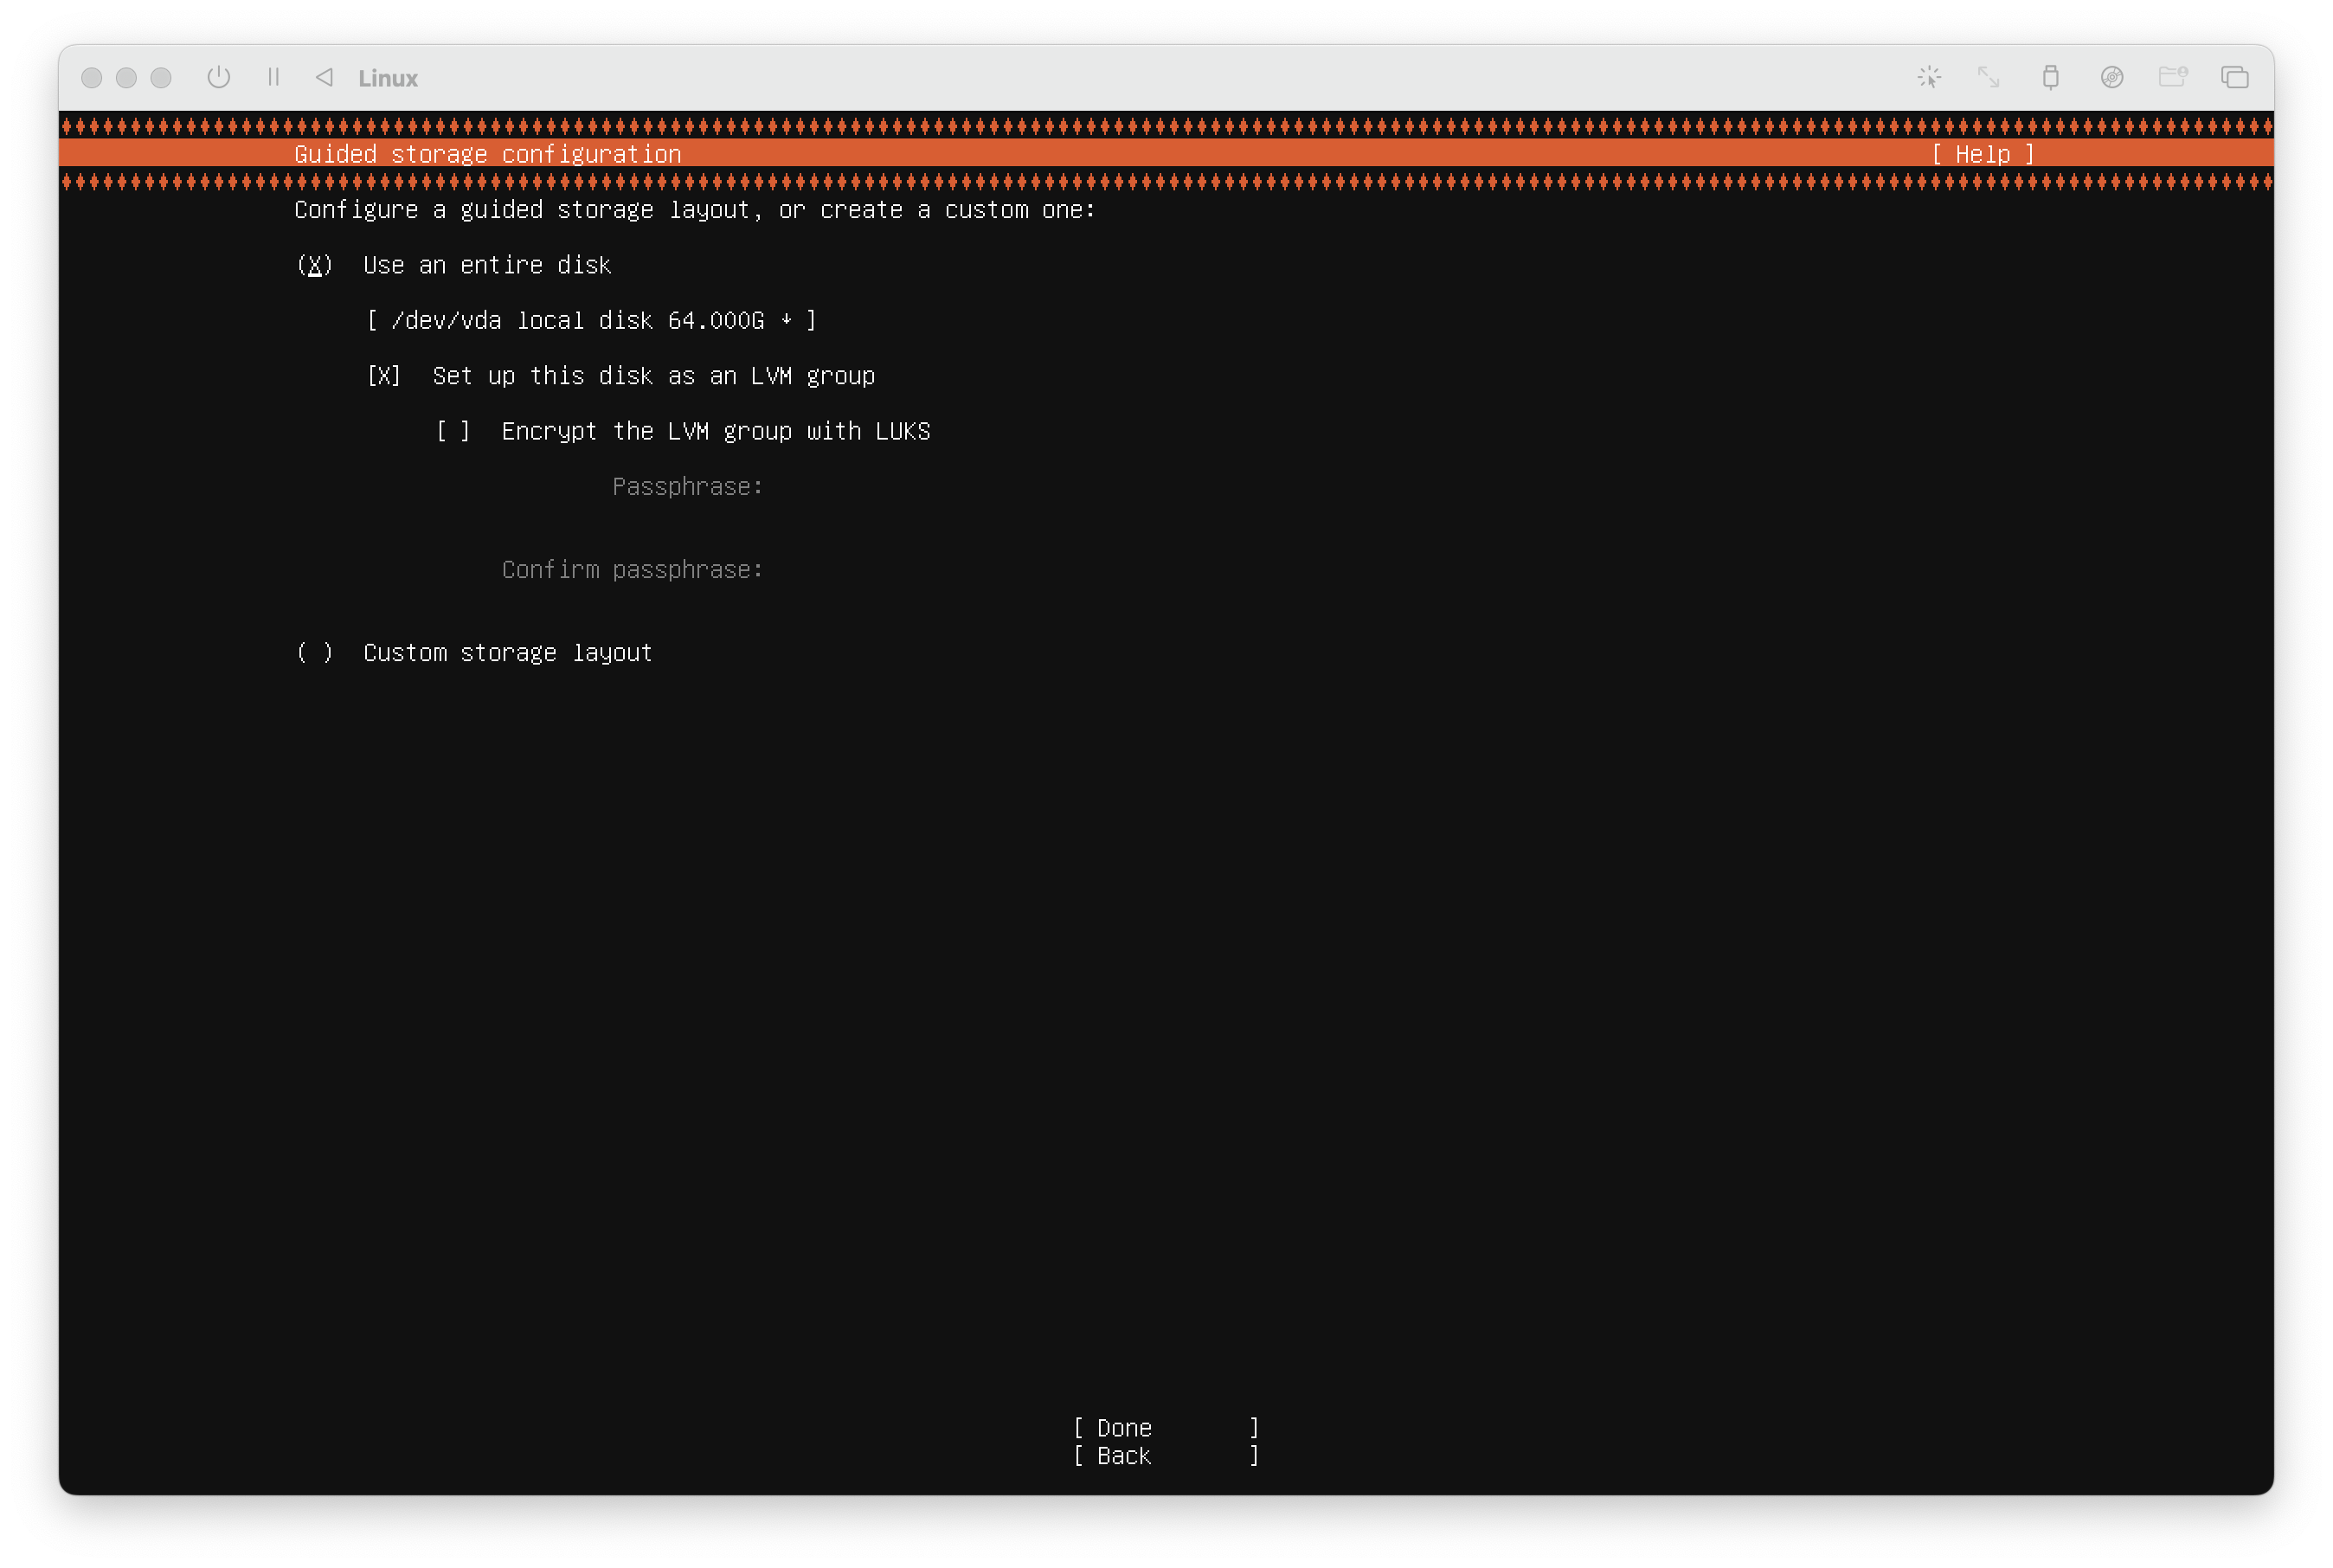 Linux
Guided storage configuration [ Help ]
Configure a guided storage layout, or create a custom one:
(X) Use an entire disk
[ /dev/vda local disk 64.000G ↓ ]
[X] Set up this disk as an LVM group
[ ] Encrypt the LVM group with LUKS
Passphrase:
Confirm passphrase:
( ) Custom storage layout
[ Done ]
[ Back ]